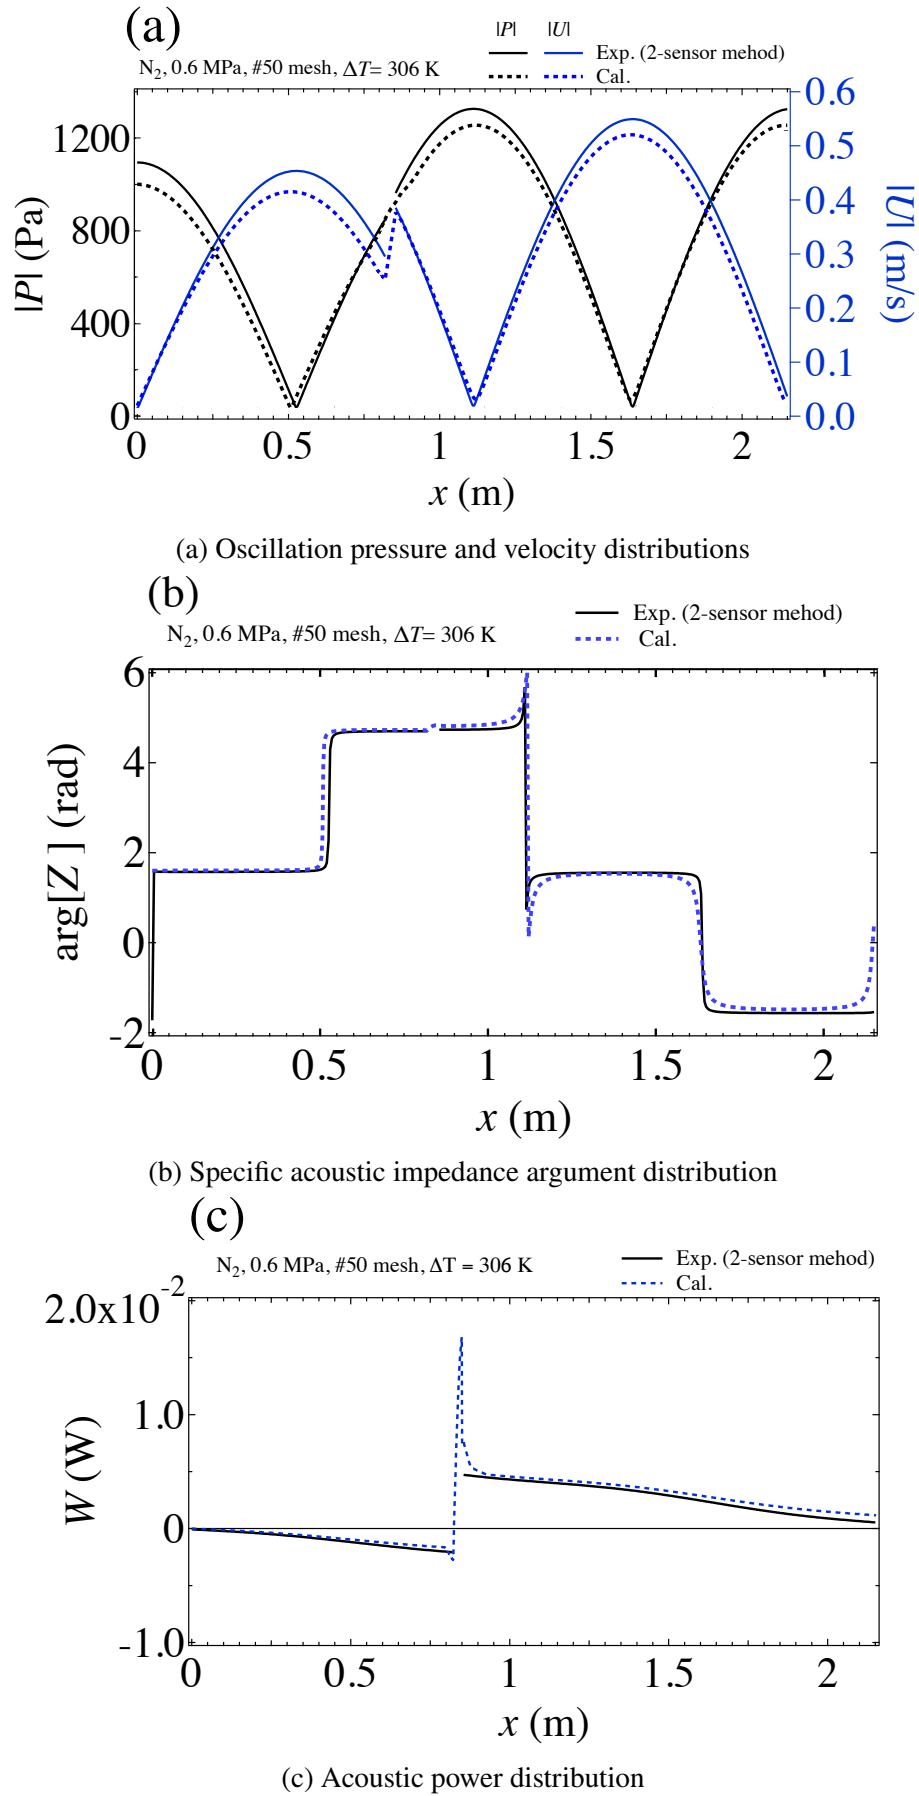 (a)
|P| |U|
Exp. (2-sensor mehod)
Cal.
N2, 0.6 MPa, #50 mesh, ΔT= 306 K
|P| (Pa)
1200
800
400
0
0.6
0.5
0.4
0.3
0.2
0.1
0.0
|U| (m/s)
0 0.5 1 1.5 2
x (m)
(a) Oscillation pressure and velocity distributions
(b)
Exp. (2-sensor mehod)
Cal.
N2, 0.6 MPa, #50 mesh, ΔT= 306 K
arg[Z ] (rad)
6
4
2
0
-2
0 0.5 1 1.5 2
x (m)
(b) Specific acoustic impedance argument distribution
(c)
Exp. (2-sensor mehod)
Cal.
N2, 0.6 MPa, #50 mesh, ΔT = 306 K
W (W)
2.0x10-2
1.0
0
-1.0
0 0.5 1 1.5 2
x (m)
(c) Acoustic power distribution